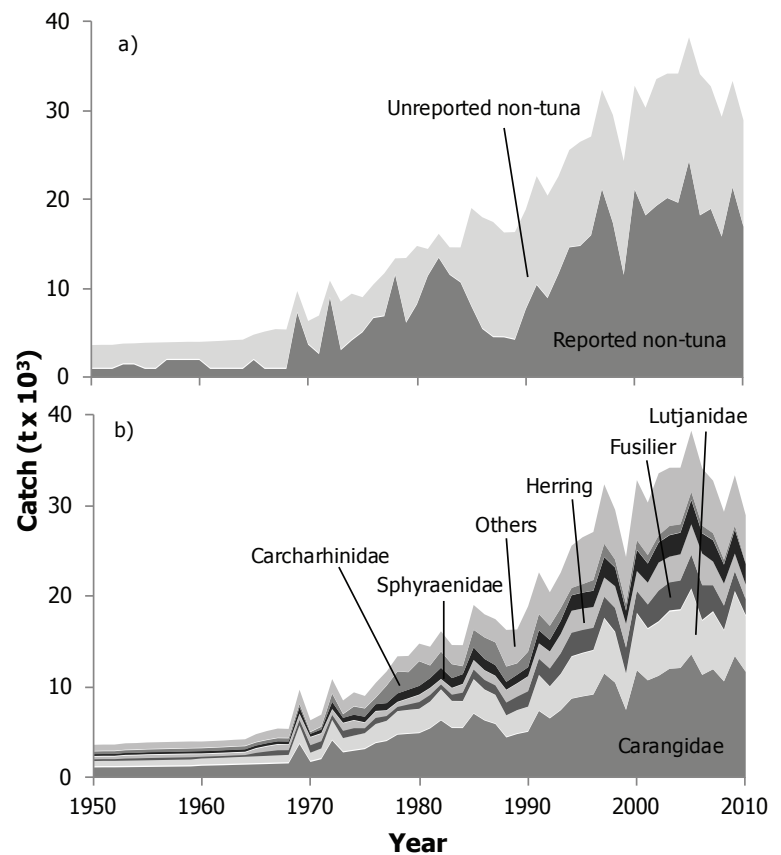 40
a)
30
Unreported non-tuna
20
10
Reported non-tuna
0
Catch (t x 10³)
40
b)
Lutjanidae
Fusilier
30
Herring
Others
Carcharhinidae
20
Sphyraenidae
10
Carangidae
0
1950 1960 1970 1980 1990 2000 2010
Year